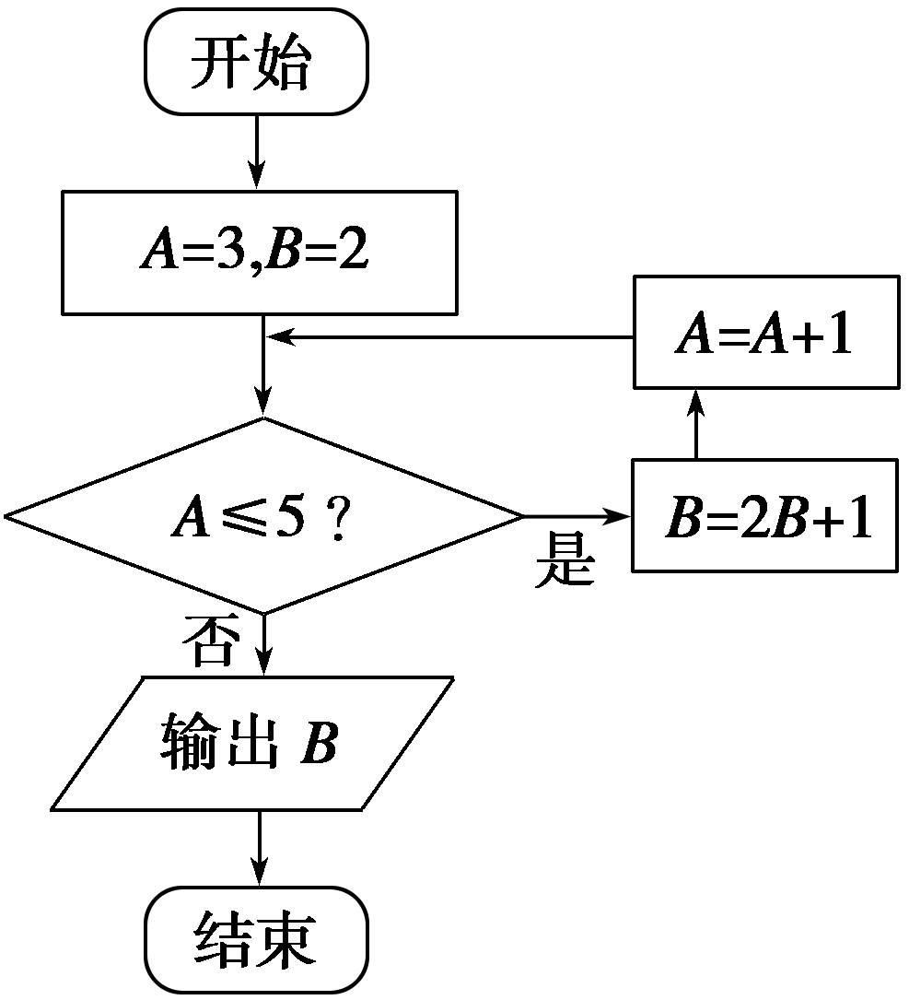 开始
A=3,B=2
A=A+1
A≤5?
是
B=2B+1
否
输出 B
结束